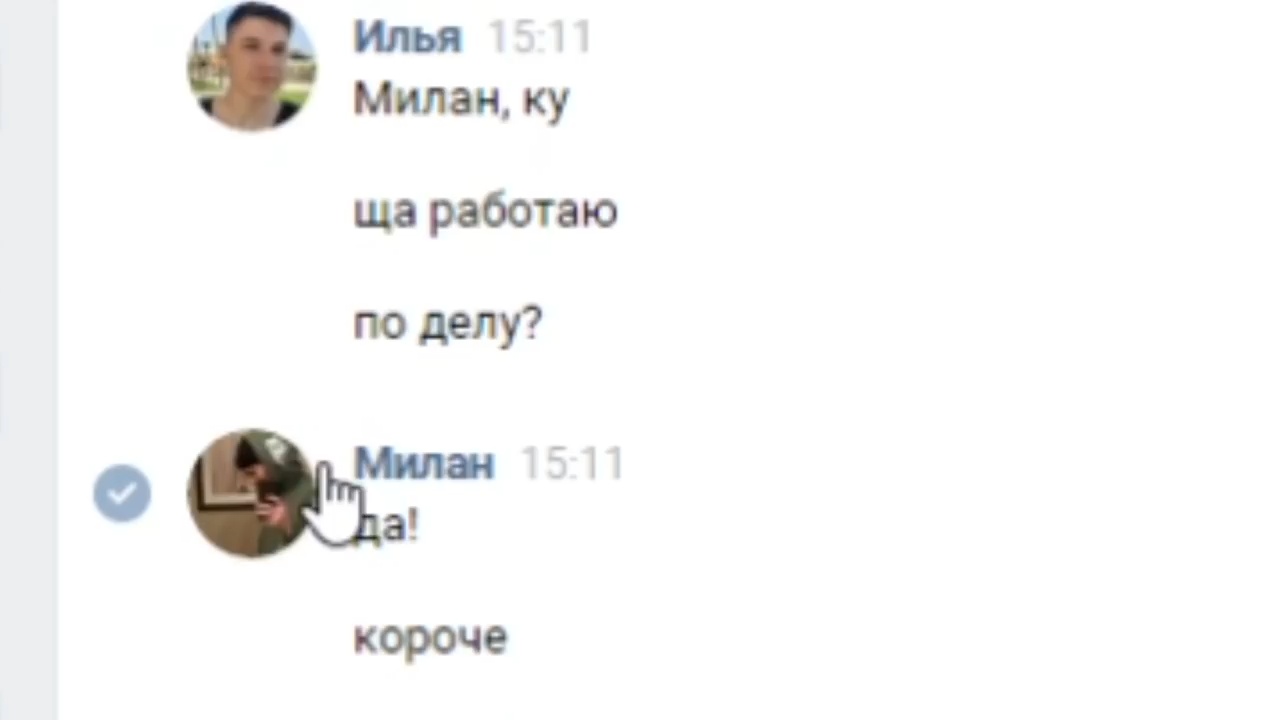 Илья 15:11
Милан, ку
ща работаю
по делу?
Милан 15:11
да!
короче